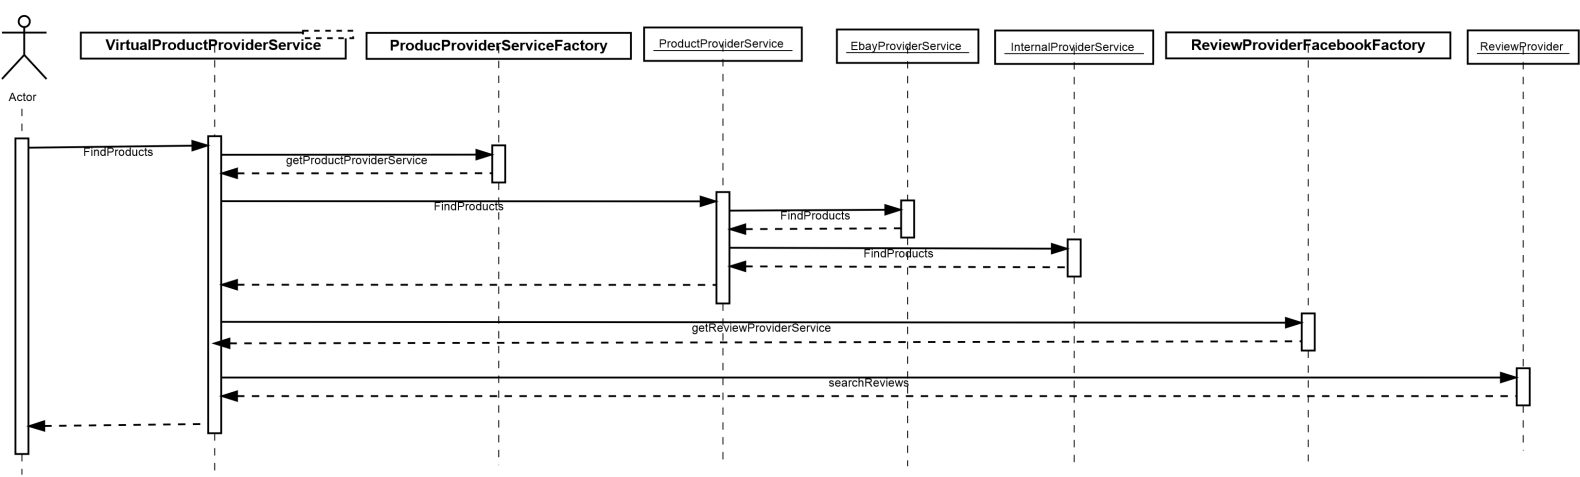 VirtualProductProviderService
ProducProviderServiceFactory
ProductProviderService
EbayProviderService
InternalProviderService
ReviewProviderFacebookFactory
ReviewProvider
Actor
FindProducts
getProductProviderService
FindProducts
FindProducts
FindProducts
getReviewProviderService
searchReviews